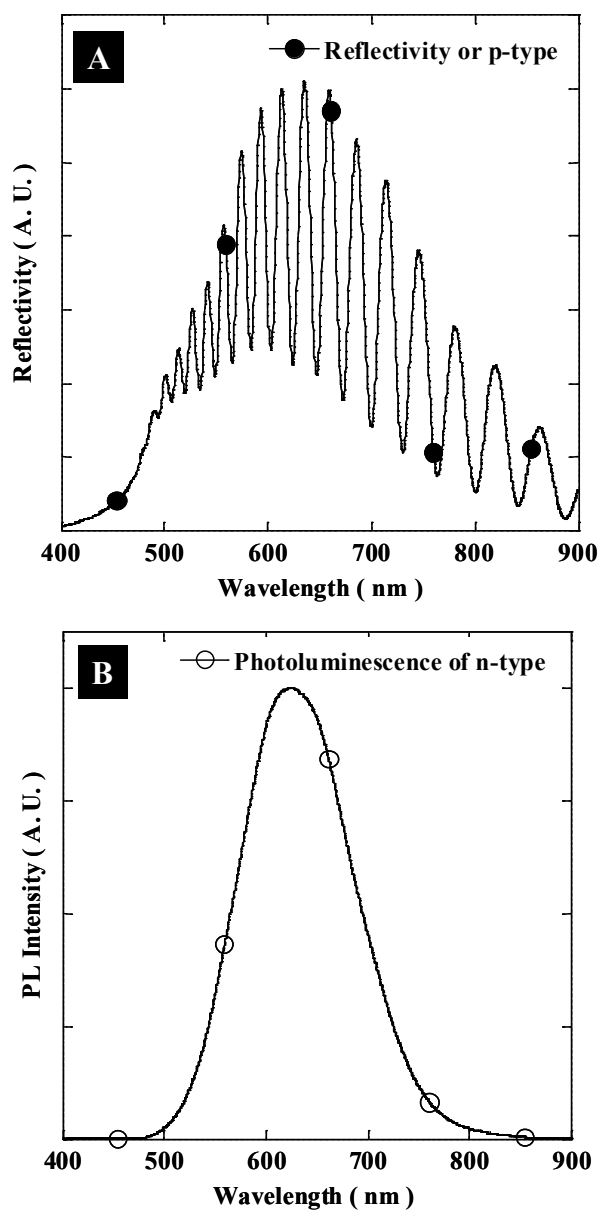 A
Reflectivity or p-type
Reflectivity ( A. U. )
400 500 600 700 800 900
Wavelength ( nm )
B
Photoluminescence of n-type
PL Intensity ( A. U. )
400 500 600 700 800 900
Wavelength ( nm )